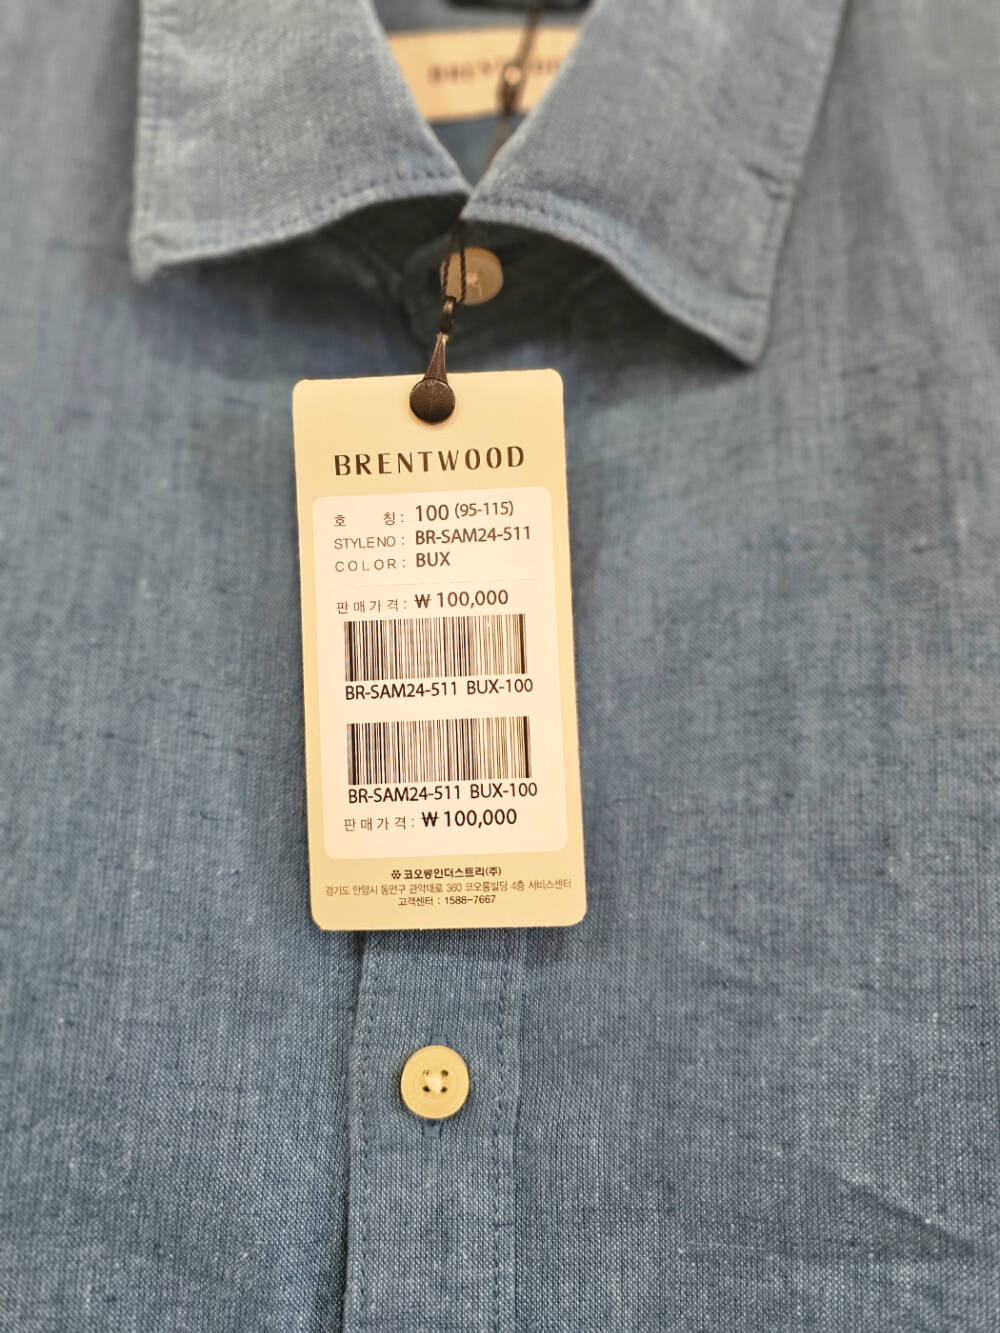 BRENTWOOD
BRENTWOOD
호 칭 : 100 (95-115)
STYLE NO : BR-SAM24-511
COLOR : BUX
판매가격 : ₩ 100,000
BR-SAM24-511 BUX-100
BR-SAM24-511 BUX-100
판매가격 : ₩ 100,000
코오롱인더스트리(주)
경기도 안양시 동안구 관악대로 360 코오롱빌딩 4층 서비스센터
고객센터 : 1588-7667